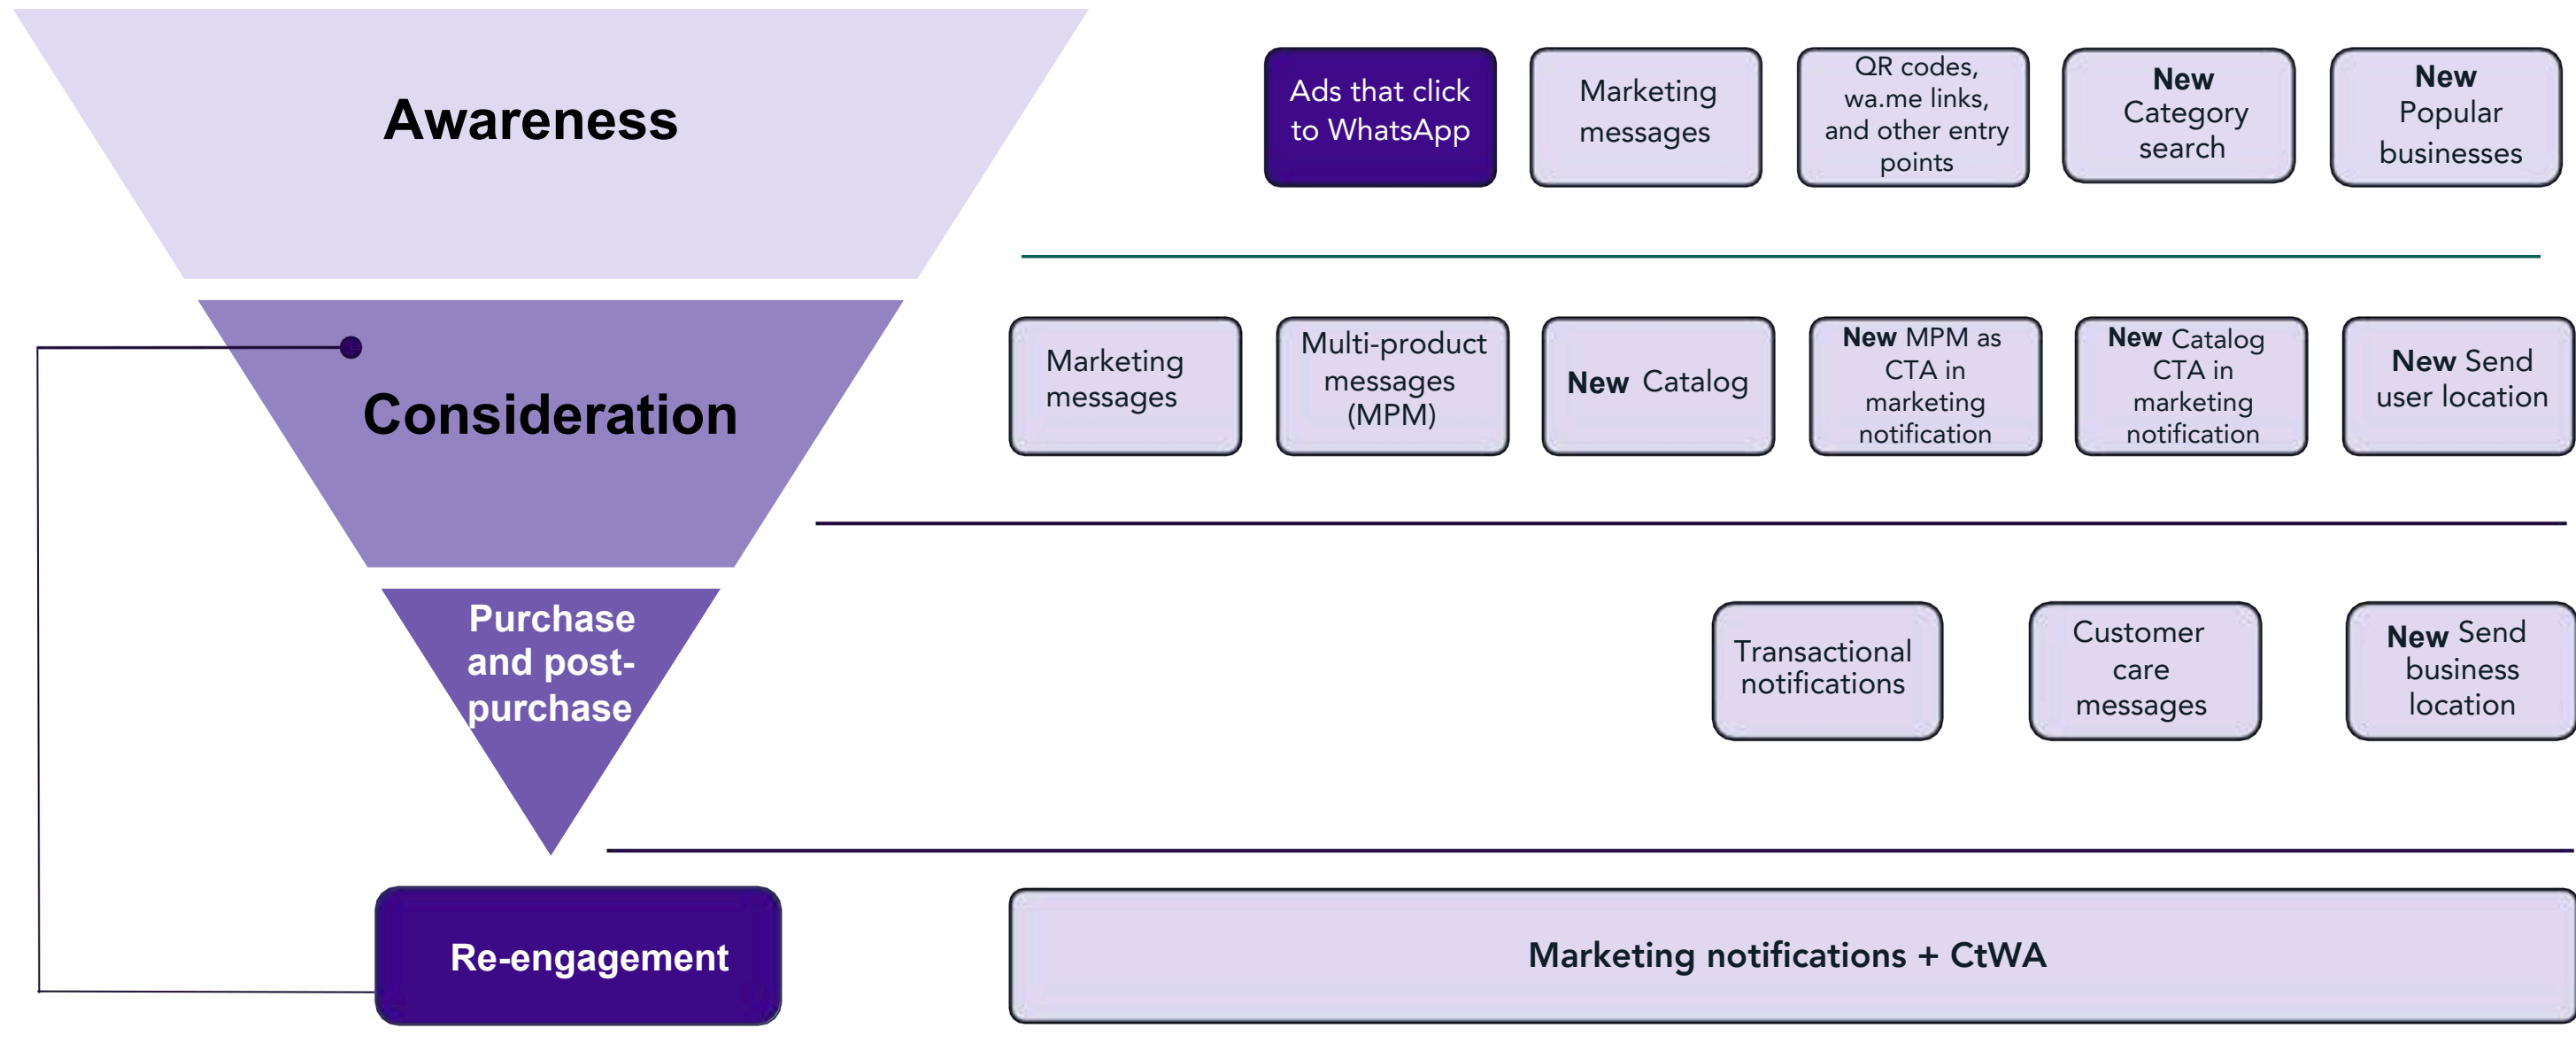 Awareness
Ads that click
to WhatsApp
Marketing
messages
QR codes,
wa.me links,
and other entry
points
New
Category
search
New
Popular
businesses
Consideration
Marketing
messages
Multi-product
messages
(MPM)
New Catalog
New MPM as
CTA in
marketing
notification
New Catalog
CTA in
marketing
notification
New Send
user location
Purchase
and post-
purchase
Transactional
notifications
Customer
care
messages
New Send
business
location
Re-engagement
Marketing notifications + CtWA